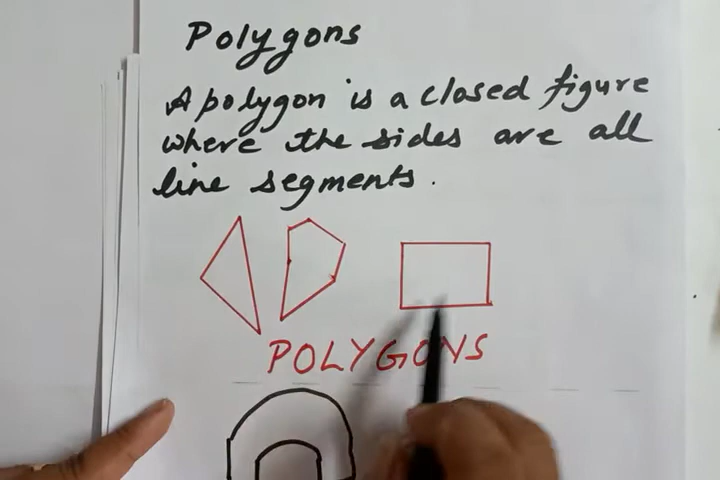 Polygons
A polygon is a closed figure
where the sides are all
line segments.
POLYGONS